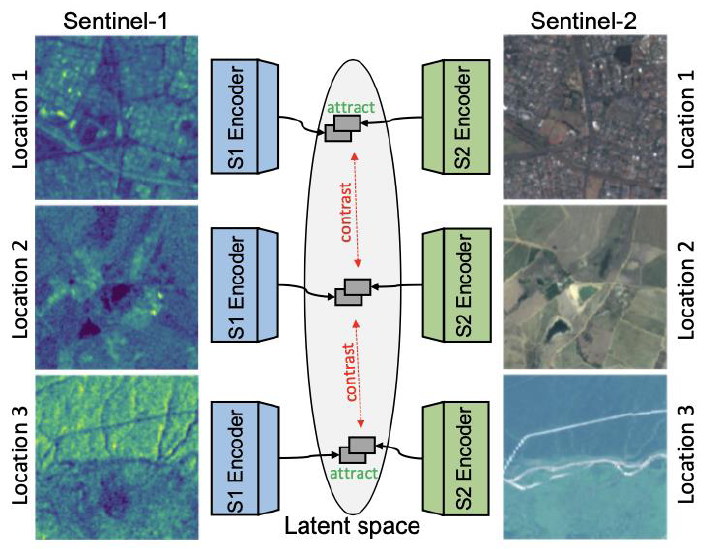 Sentinel-1
Sentinel-2
Location 1
S1 Encoder
attract
S2 Encoder
Location 1
contrast
Location 2
S1 Encoder
S2 Encoder
Location 2
contrast
Location 3
S1 Encoder
attract
S2 Encoder
Location 3
Latent space